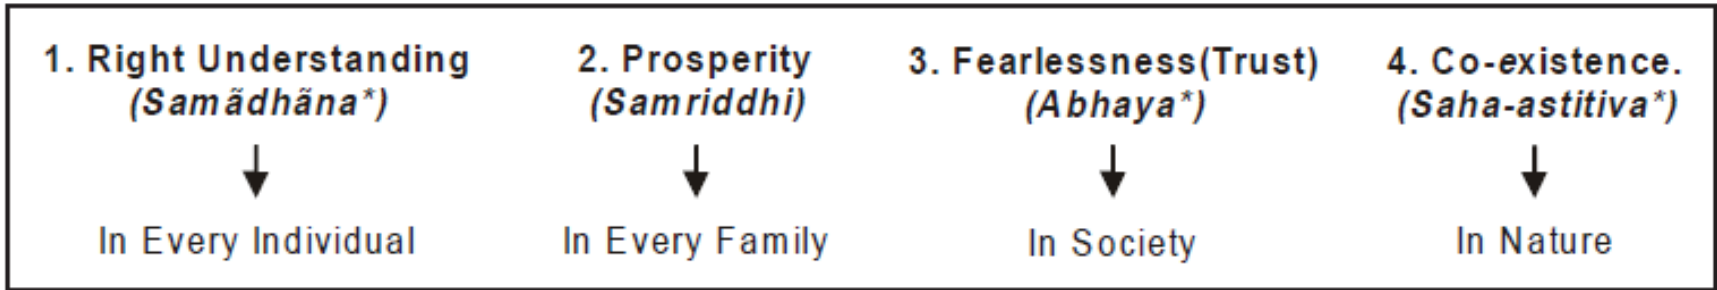 1. Right Understanding
(Samãdhãna*)
In Every Individual
2. Prosperity
(Samriddhi)
In Every Family
3. Fearlessness(Trust)
(Abhaya*)
In Society
4. Co-existence.
(Saha-astitiva*)
In Nature